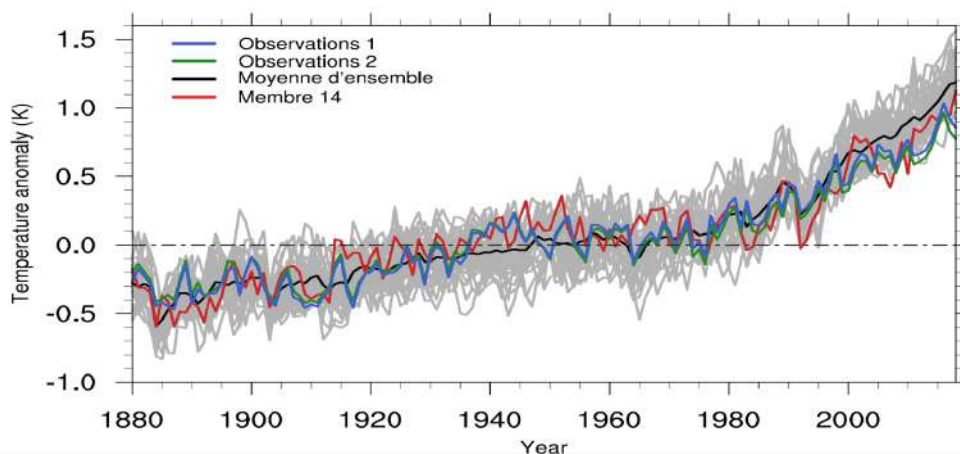 1.5
1.0
0.5
0.0
-0.5
-1.0
Temperature anomaly (K)
Observations 1
Observations 2
Moyenne d'ensemble
Membre 14
1880 1900 1920 1940 1960 1980 2000
Year